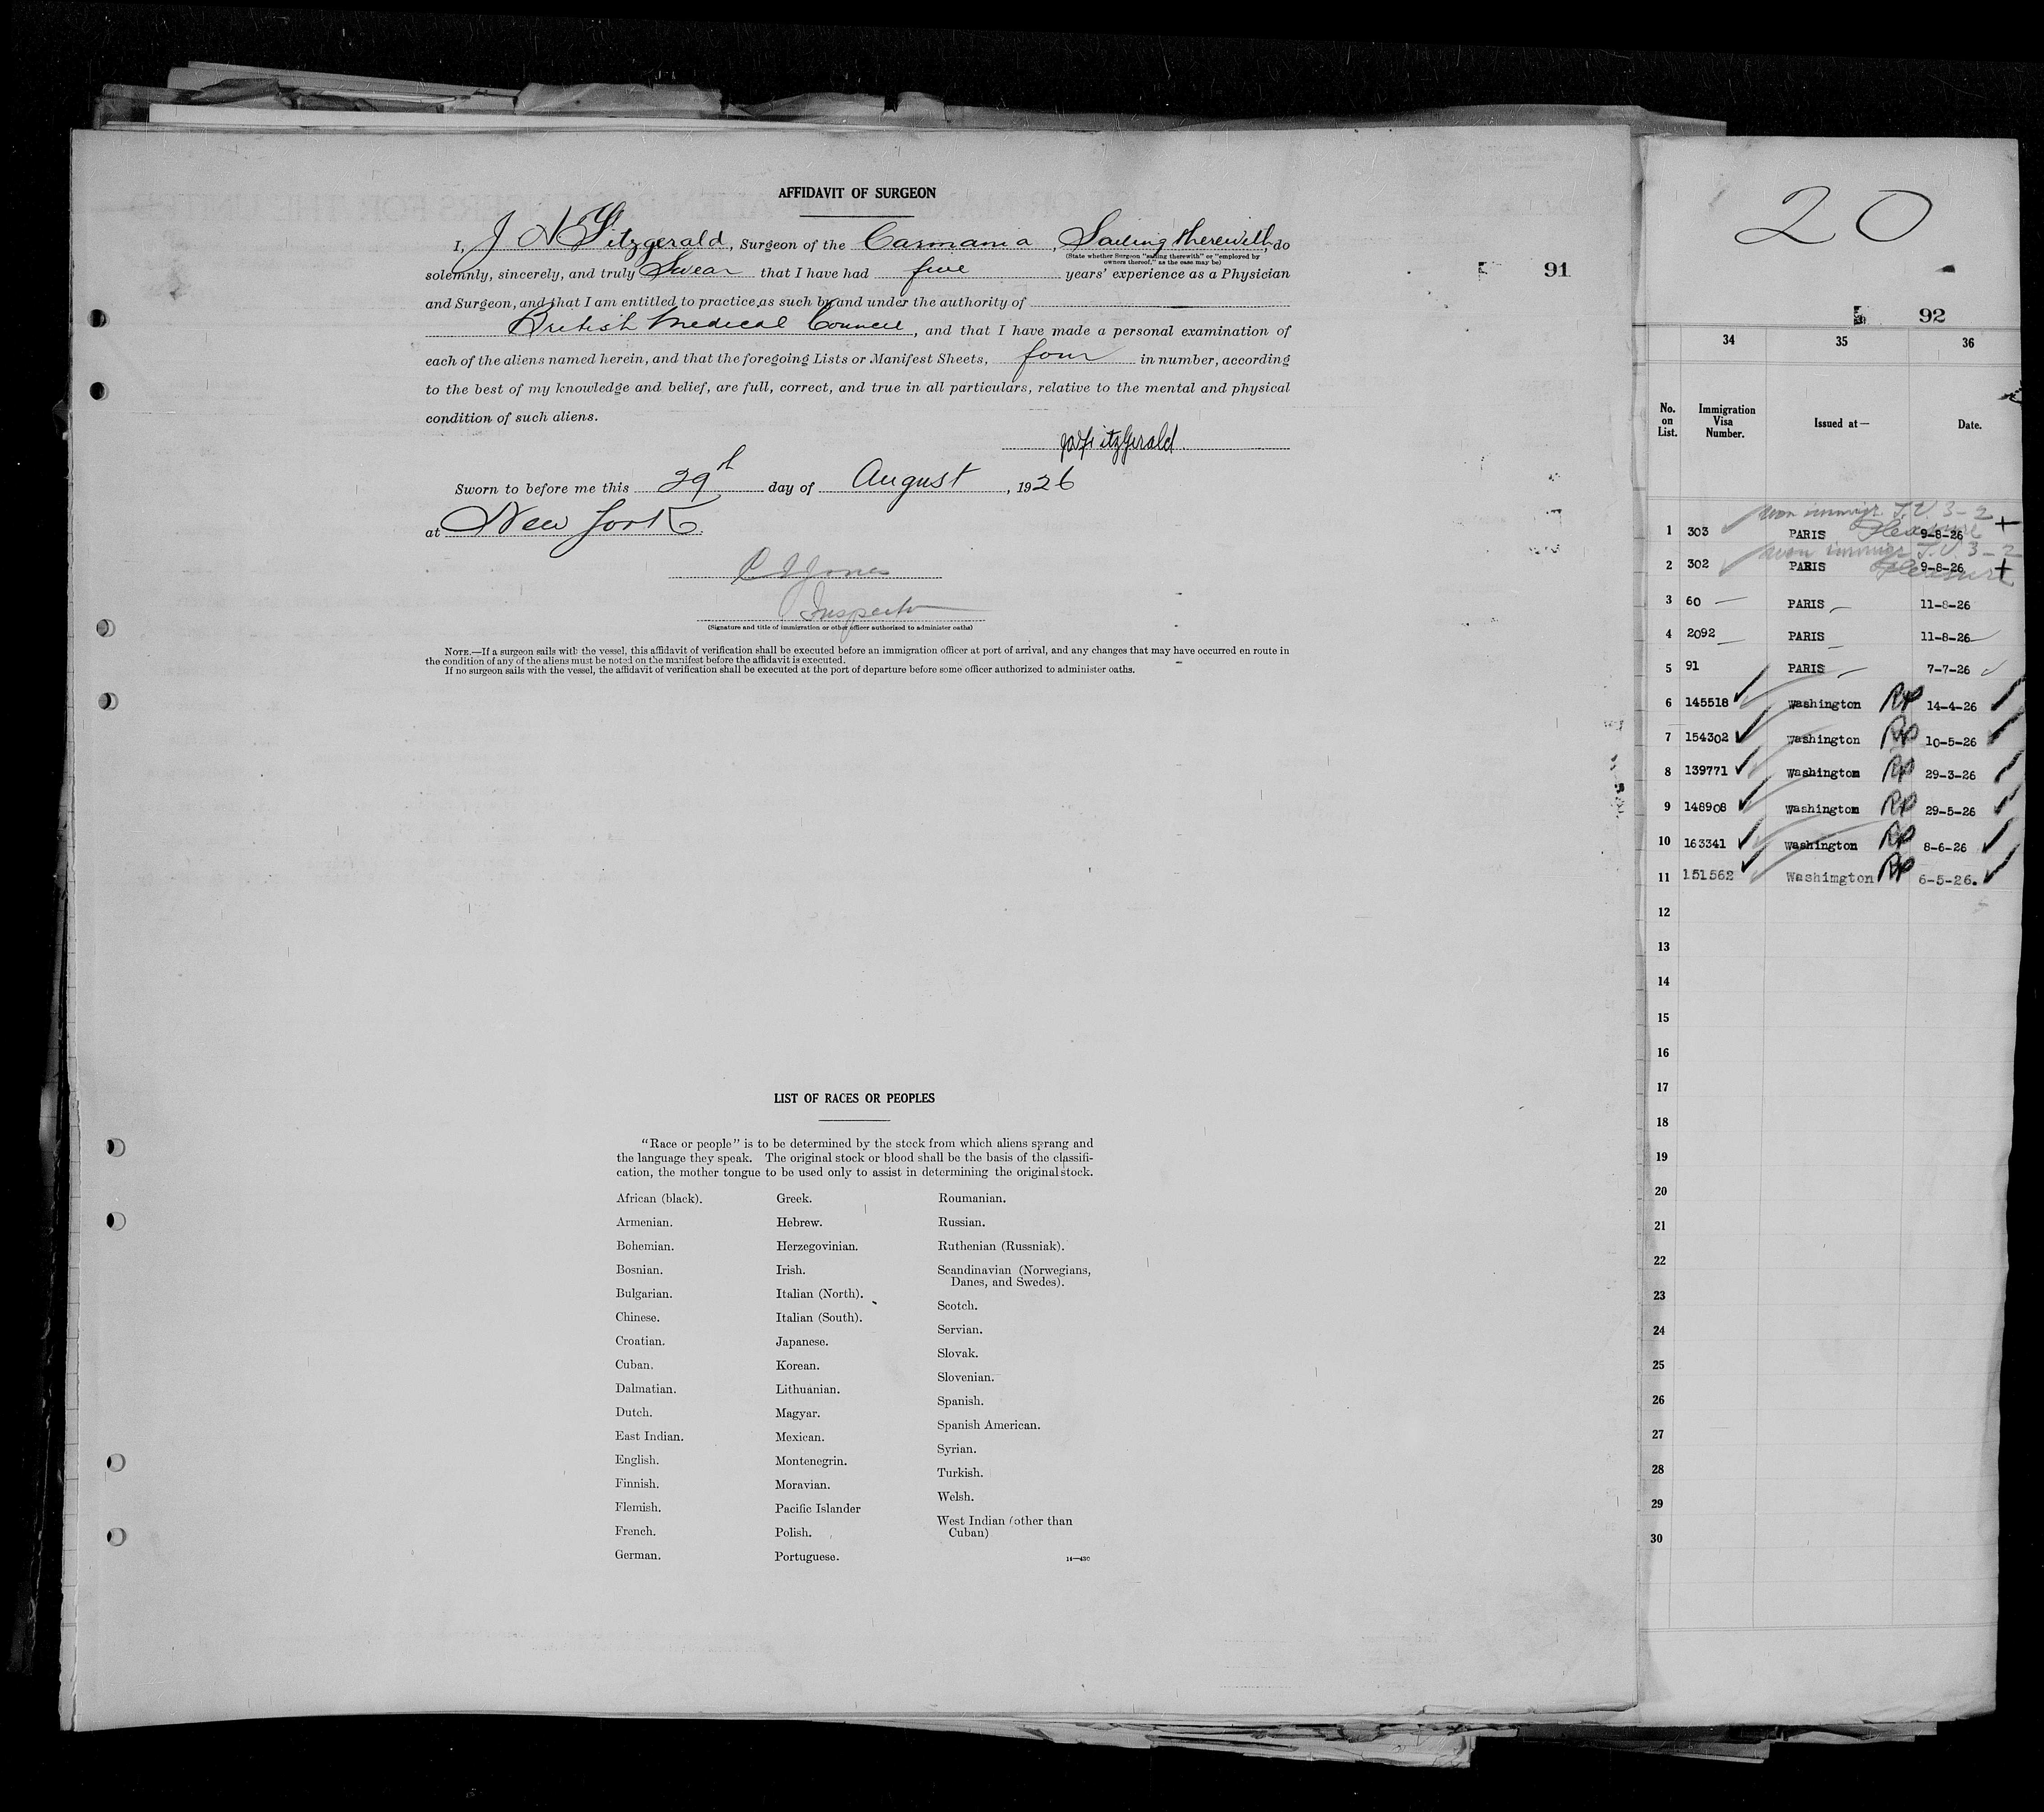 AFFIDAVIT OF SURGEON
I, J Fitzgerald, Surgeon of the Carmania, Sailing therewith, do
(State whether Surgeon "sailing therewith" or "employed by
owners thereof," as the case may be)
solemnly, sincerely, and truly Swear that I have had five years' experience as a Physician
and Surgeon, and that I am entitled to practice as such by and under the authority of
British Medical Council, and that I have made a personal examination of
each of the aliens named herein, and that the foregoing Lists or Manifest Sheets, four in number, according
to the best of my knowledge and belief, are full, correct, and true in all particulars, relative to the mental and physical
condition of such aliens.
Fitzgerald
Sworn to before me this 29th day of August, 1926
at New York.
Jones
Inspector
(Signature and title of immigration or other officer authorized to administer oaths)
NOTE.—If a surgeon sails with the vessel, this affidavit of verification shall be executed before an immigration officer at port of arrival, and any changes that may have occurred en route in
the condition of any of the aliens must be noted on the manifest before the affidavit is executed.
If no surgeon sails with the vessel, the affidavit of verification shall be executed at the port of departure before some officer authorized to administer oaths.
91
LIST OF RACES OR PEOPLES
"Race or people" is to be determined by the stock from which aliens sprang and
the language they speak. The original stock or blood shall be the basis of the classifi-
cation, the mother tongue to be used only to assist in determining the original stock.
African (black).
Armenian.
Bohemian.
Bosnian.
Bulgarian.
Chinese.
Croatian.
Cuban.
Dalmatian.
Dutch.
East Indian.
English.
Finnish.
Flemish.
French.
German.
Greek.
Hebrew.
Herzegovinian.
Irish.
Italian (North).
Italian (South).
Japanese.
Korean.
Lithuanian.
Magyar.
Mexican.
Montenegrin.
Moravian.
Pacific Islander
Polish.
Portuguese.
Roumanian.
Russian.
Ruthenian (Russniak).
Scandinavian (Norwegians,
Danes, and Swedes).
Scotch.
Servian.
Slovak.
Slovenian.
Spanish.
Spanish American.
Syrian.
Turkish.
Welsh.
West Indian (other than
Cuban)
14—430
20
92
34 35 36
No. on List. Immigration Visa Number. Issued at— Date.
non immigr. T.V. 3-2
1 303 PARIS Pleasure 9-8-26 +
non immigr T.V. 3-2
2 302 PARIS Pleasure 9-8-26 +
3 60 PARIS 11-8-26
4 2092 PARIS 11-8-26
5 91 PARIS 7-7-26
6 145518 Washington RP 14-4-26
7 154302 Washington RP 10-5-26
8 139771 Washington RP 29-3-26
9 148908 Washington RP 29-5-26
10 163341 Washington RP 8-6-26
11 151562 Washimgton RP 6-5-26.
12
13
14
15
16
17
18
19
20
21
22
23
24
25
26
27
28
29
30